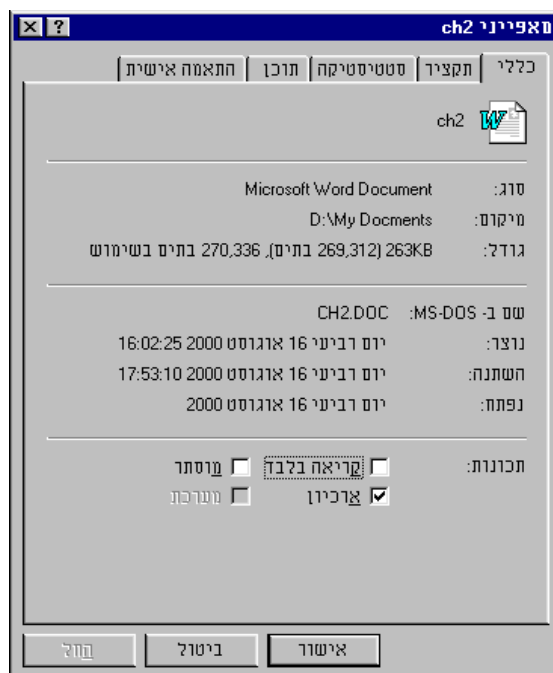 מאפייני ch2
כללי תקציר סטטיסטיקה תוכן התאמה אישית
ch2
סוג: Microsoft Word Document
מיקום: D:\My Docments
גודל: 263KB (269,312 בתים), 270,336 בתים בשימוש
שם ב- MS-DOS: CH2.DOC
נוצר: יום רביעי 16 אוגוסט 2000 16:02:25
השתנה: יום רביעי 16 אוגוסט 2000 17:53:10
נפתח: יום רביעי 16 אוגוסט 2000
תכונות: קריאה בלבד מוסתר
ארכיון מערכת
אישור ביטול החל